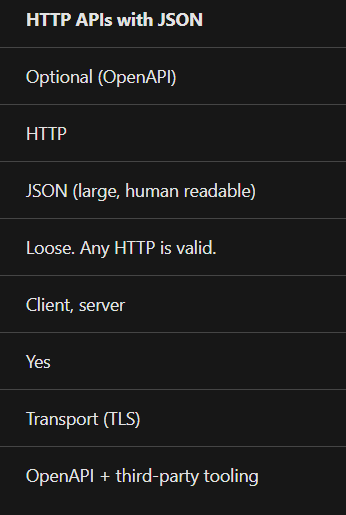 HTTP APIs with JSON
Optional (OpenAPI)
HTTP
JSON (large, human readable)
Loose. Any HTTP is valid.
Client, server
Yes
Transport (TLS)
OpenAPI + third-party tooling